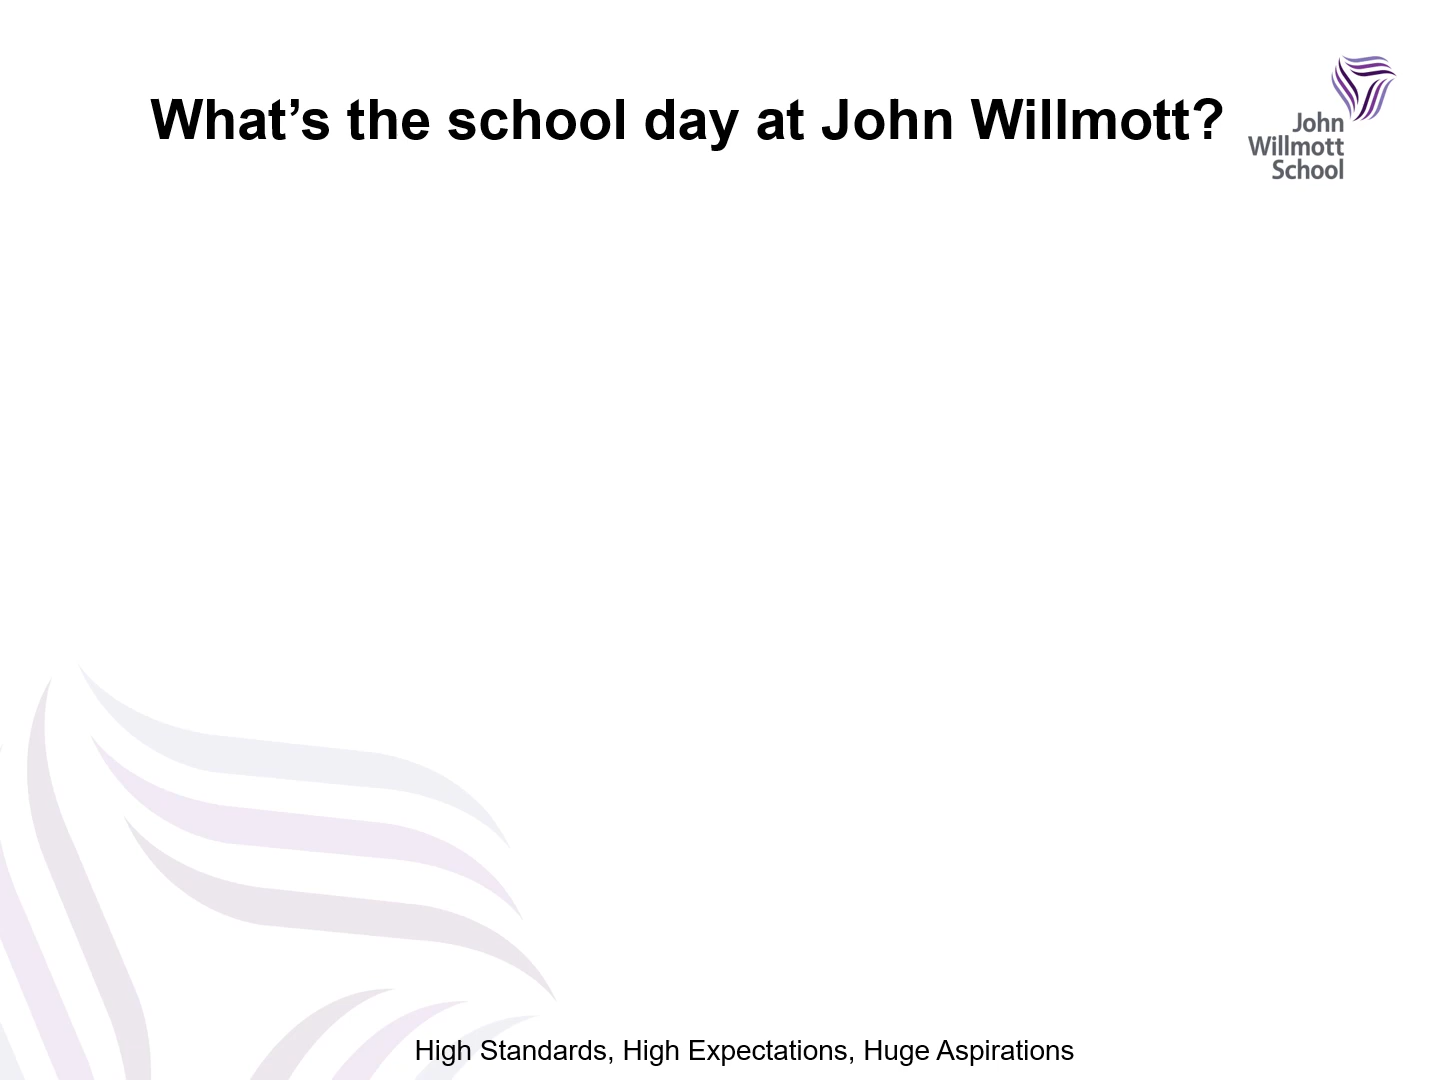 What’s the school day at John Willmott?
John
Willmott
School
High Standards, High Expectations, Huge Aspirations